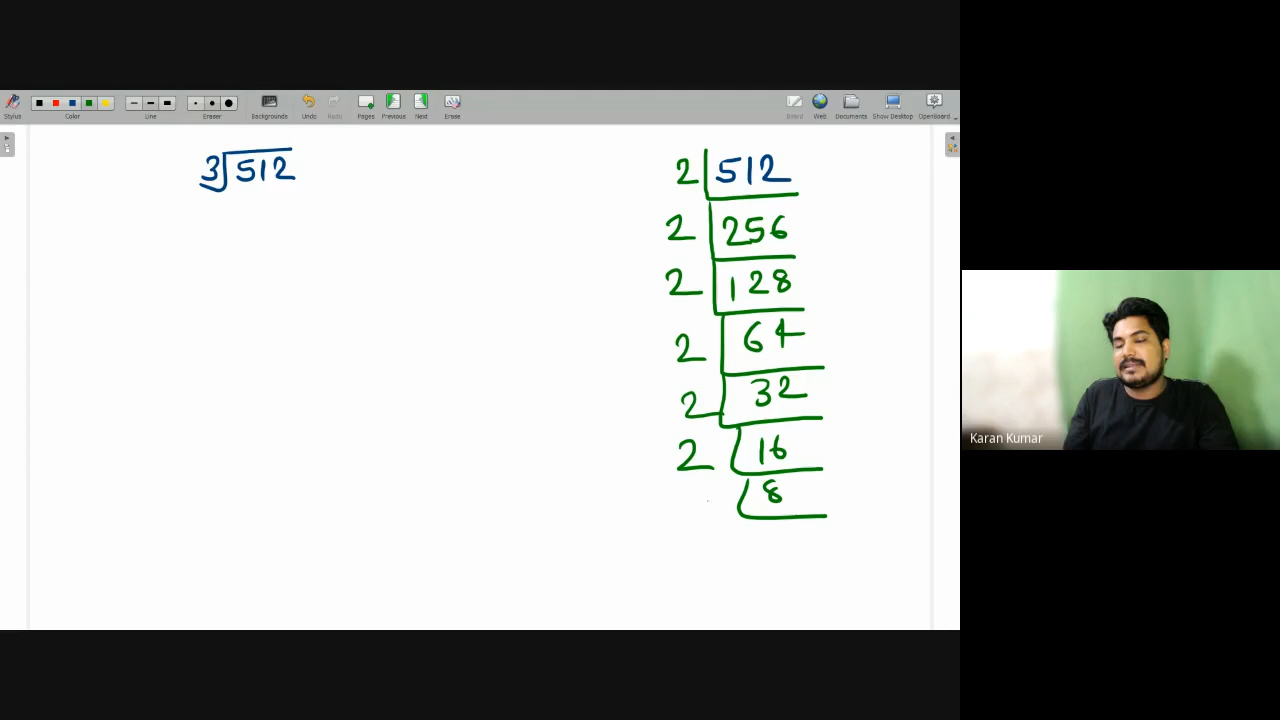 Stylus
Color
Line
Eraser
Backgrounds
Undo
Redo
Pages
Previous
Next
Erase
Board
Web
Documents
Show Desktop
OpenBoard
3√512
2 | 512
2 | 256
2 | 128
2 | 64
2 | 32
2 | 16
8
Karan Kumar